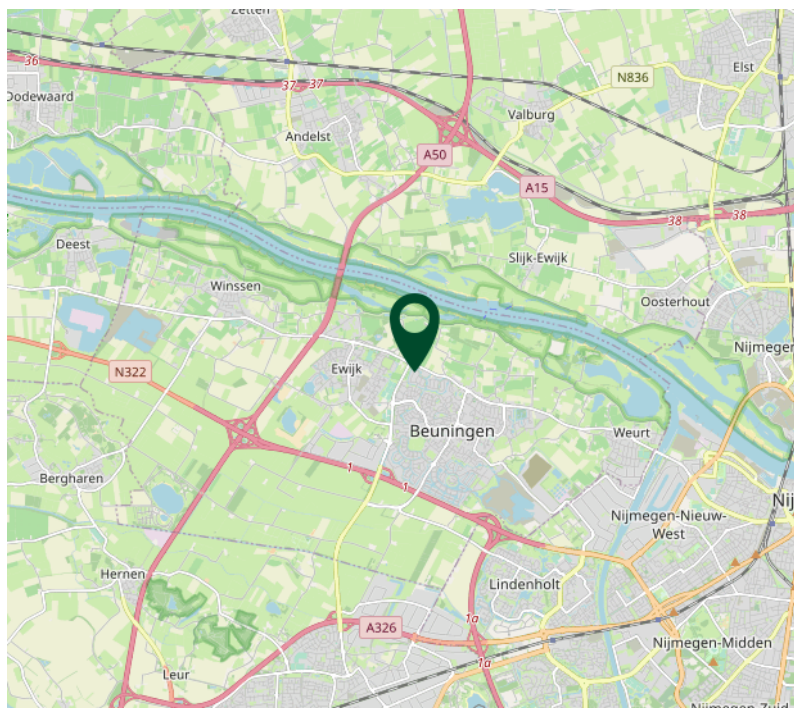 Zetten
36
37
37
N836
Elst
Dodewaard
Valburg
Andelst
A50
A15
38
38
Deest
Slijk-Ewijk
Winssen
Oosterhout
Nijmegen
N322
Ewijk
Beuningen
Weurt
1
1
Bergharen
Nij
Nijmegen-Nieuw-
West
Hernen
Lindenholt
1a
A326
Nijmegen-Midden
1a
Leur
Nijmegen-Zuid